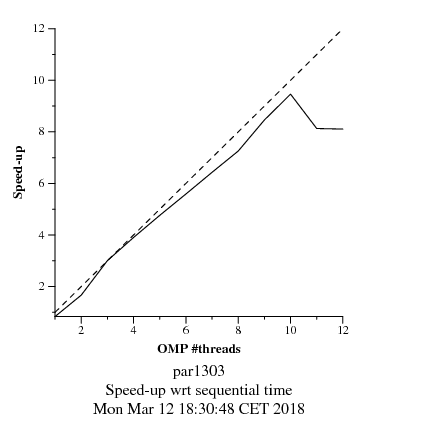 12
10
8
6
4
2
Speed-up
2 4 6 8 10 12
OMP #threads
par1303
Speed-up wrt sequential time
Mon Mar 12 18:30:48 CET 2018